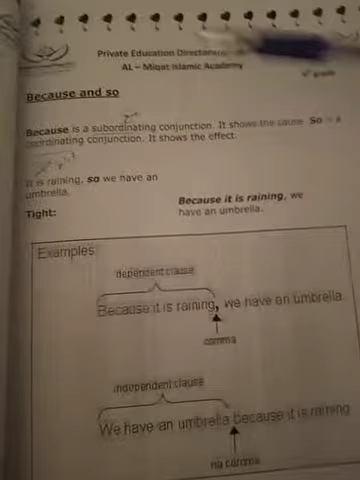 Private Education
AL – Miqat Islamic Academy
grade
Because and so
Because is a subordinating conjunction. It shows the cause So is a
coordinating conjunction. It shows the effect.
It is raining, so we have an
umbrella.
Because it is raining, we
have an umbrella.
Tight:
Examples:
dependent clause
Because it is raining, we have an umbrella.
comma
independent clause
We have an umbrella because it is raining
no comma